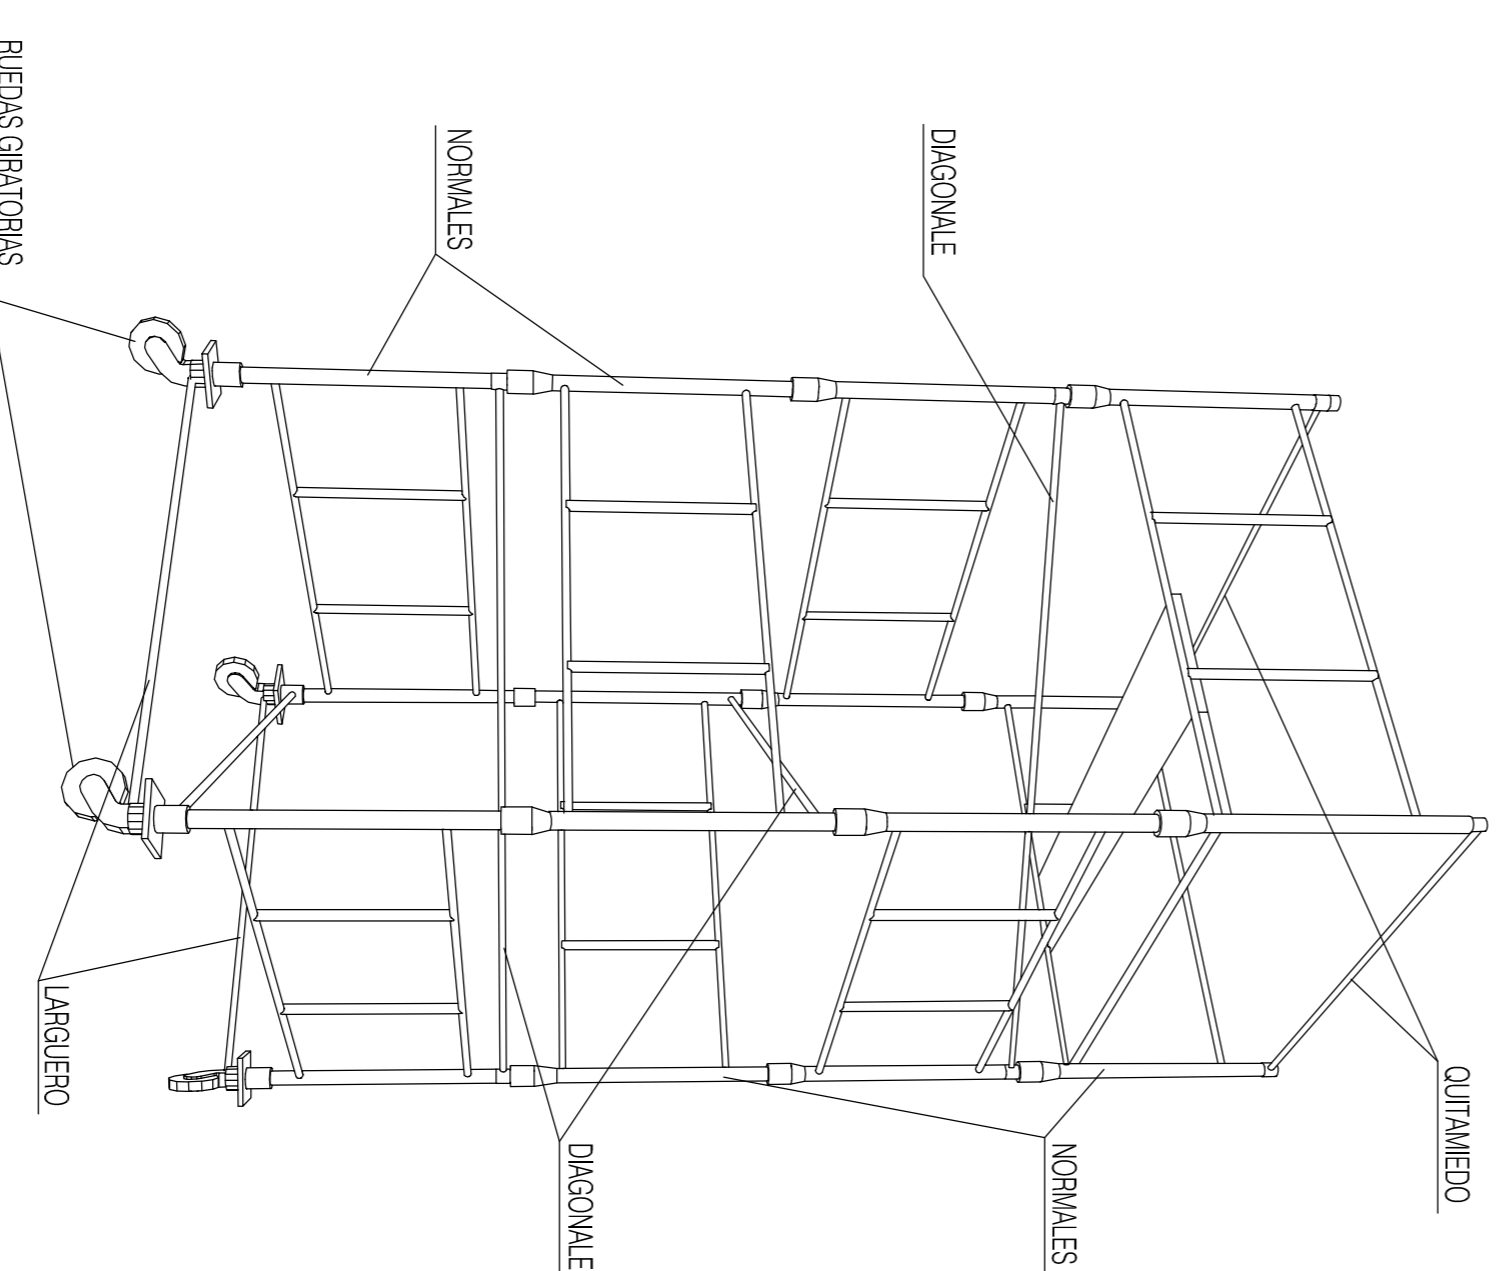 RUEDAS GIRATORIAS
NORMALES
DIAGONALE
LARGUERO
DIAGONALE
NORMALES
QUITAMIEDO